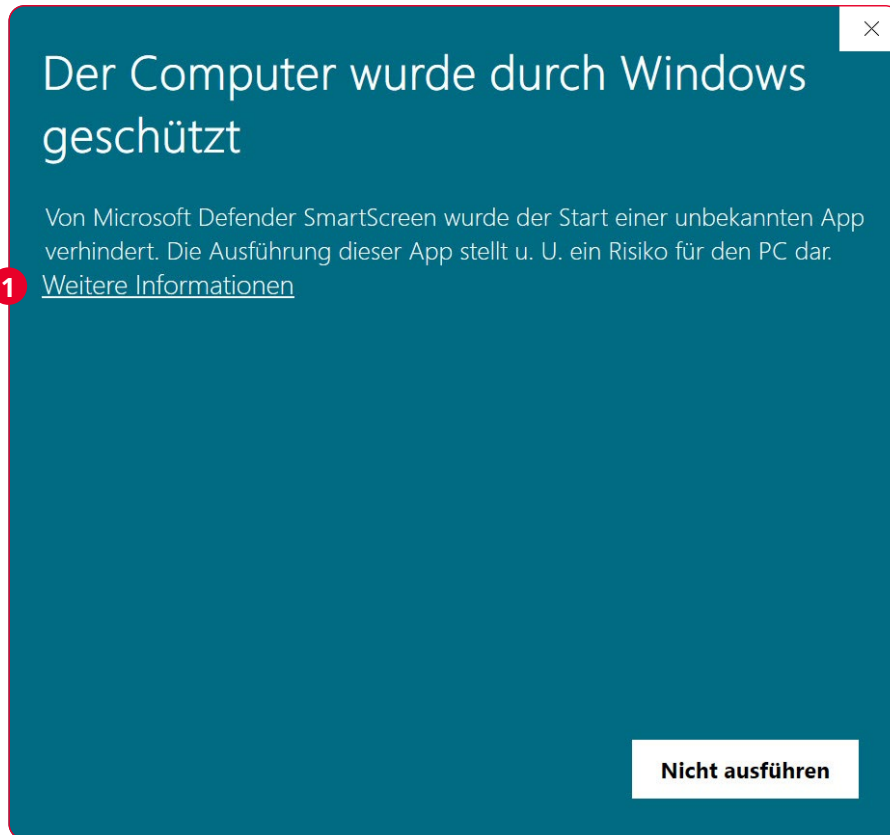 Der Computer wurde durch Windows
geschützt
Von Microsoft Defender SmartScreen wurde der Start einer unbekannten App
verhindert. Die Ausführung dieser App stellt u. U. ein Risiko für den PC dar.
1 Weitere Informationen
Nicht ausführen